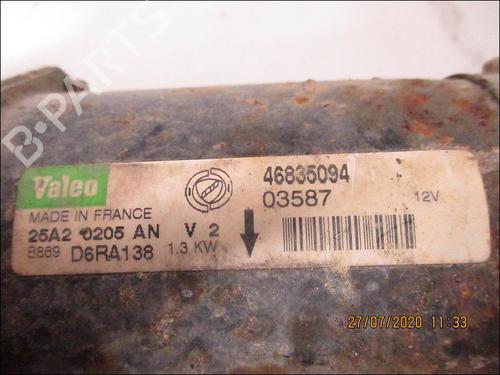 B-PARTS
Valeo
46835094
MADE IN FRANCE
03587
12V
25A2 0205 AN V 2
B869 D6RA138 1.3 KW
27/07/2020 11:33